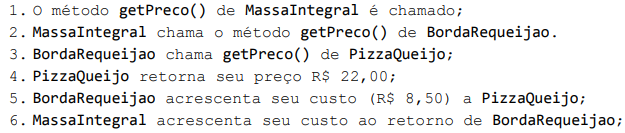 1. O método getPreco() de MassaIntegral é chamado;
2. MassaIntegral chama o método getPreco() de BordaRequeijao.
3. BordaRequeijao chama getPreco() de PizzaQueijo;
4. PizzaQueijo retorna seu preço R$ 22,00;
5. BordaRequeijao acrescenta seu custo (R$ 8,50) a PizzaQueijo;
6. MassaIntegral acrescenta seu custo ao retorno de BordaRequeijao;